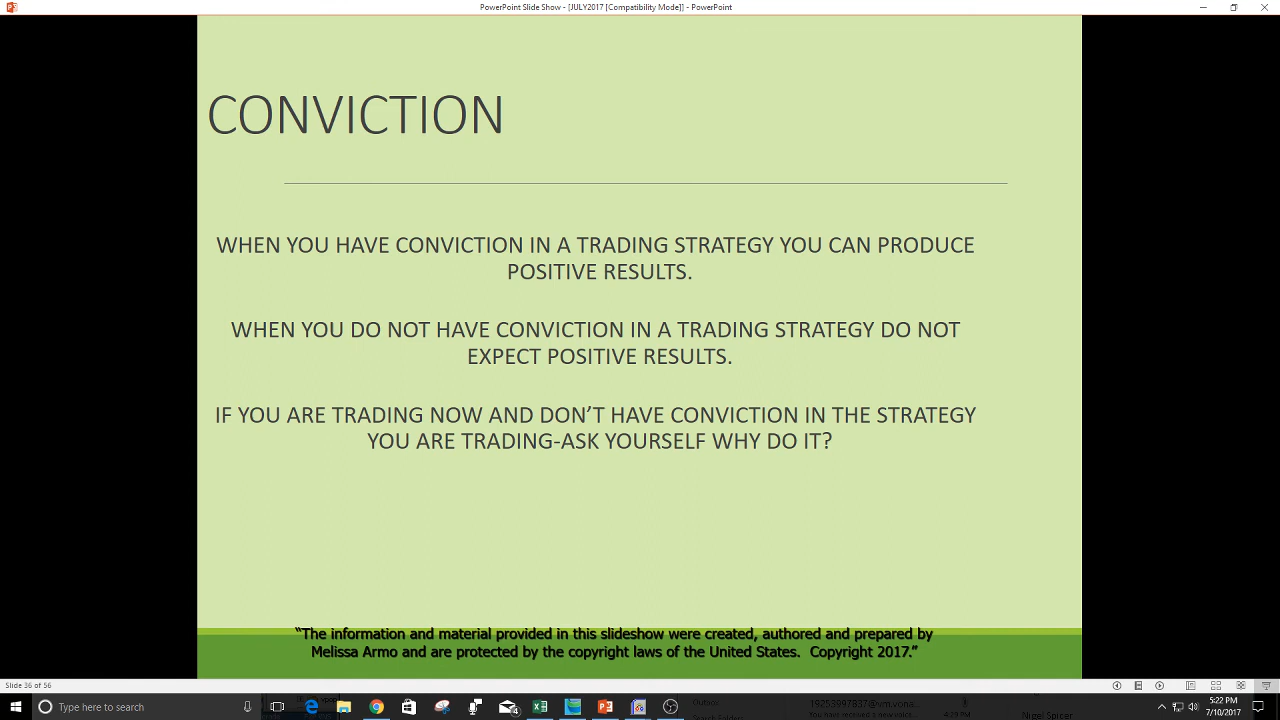 PowerPoint Slide Show - [JULY2017 [Compatibility Mode]] - PowerPoint
CONVICTION
WHEN YOU HAVE CONVICTION IN A TRADING STRATEGY YOU CAN PRODUCE
POSITIVE RESULTS.
WHEN YOU DO NOT HAVE CONVICTION IN A TRADING STRATEGY DO NOT
EXPECT POSITIVE RESULTS.
IF YOU ARE TRADING NOW AND DON’T HAVE CONVICTION IN THE STRATEGY
YOU ARE TRADING-ASK YOURSELF WHY DO IT?
“The information and material provided in this slideshow were created, authored and prepared by
Melissa Armo and are protected by the copyright laws of the United States.  Copyright 2017.”
Slide 36 of 56
Type here to search
5:22 PM
7/10/2017